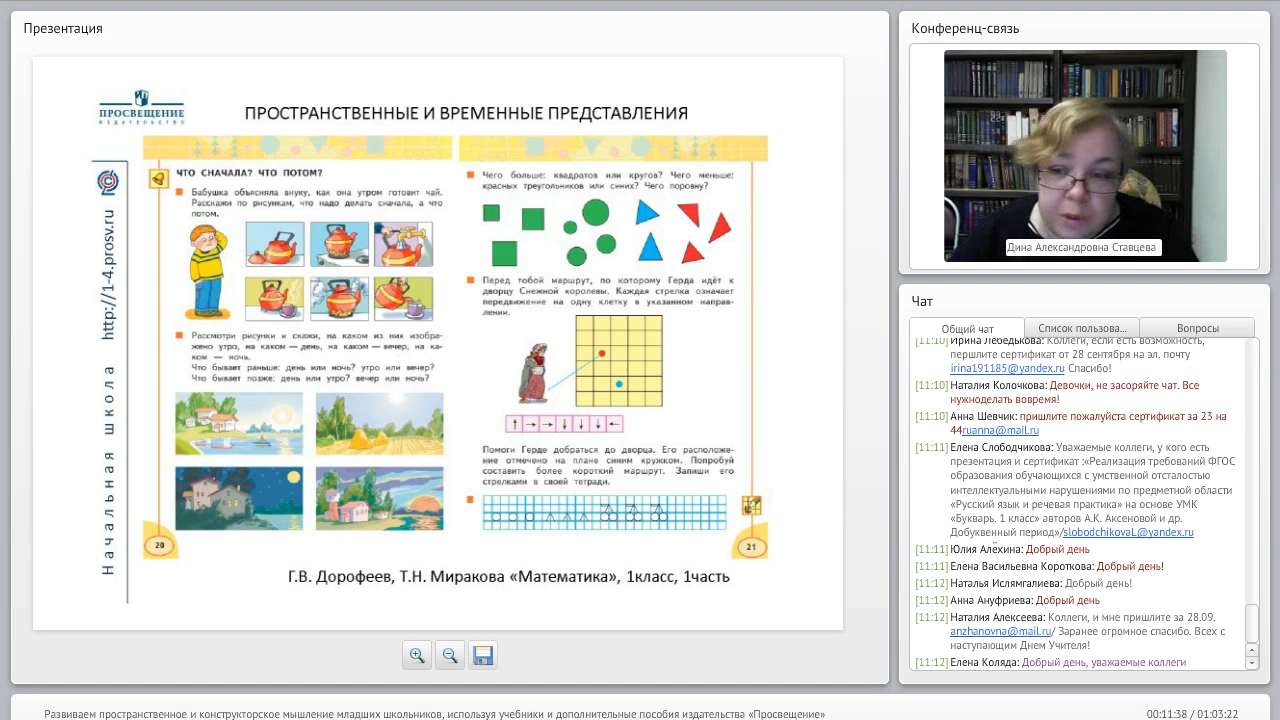 Презентация
ПРОСВЕЩЕНИЕ
ИЗДАТЕЛЬСТВО
ПРОСТРАНСТВЕННЫЕ И ВРЕМЕННЫЕ ПРЕДСТАВЛЕНИЯ
Начальная школа http://1-4.prosv.ru
ЧТО СНАЧАЛА? ЧТО ПОТОМ?
Бабушка объясняла внуку, как она утром готовит чай.
Расскажи по рисункам, что надо делать сначала, а что
потом.
Рассмотри рисунки и скажи, на каком из них изобра-
жено утро, на каком — день, на каком — вечер, на ка-
ком — ночь.
Что бывает раньше: день или ночь? утро или вечер?
Что бывает позже: день или утро? вечер или ночь?
20
Чего больше: квадратов или кругов? Чего меньше:
красных треугольников или синих? Чего поровну?
Перед тобой маршрут, по которому Герда идёт к
дворцу Снежной королевы. Каждая стрелка означает
передвижение на одну клетку в указанном направ-
лении.
↑ → → ↓ ↓ ↓ ←
Помоги Герде добраться до дворца. Его расположе-
ние отмечено на плане синим кружком. Попробуй
составить более короткий маршрут. Запиши его
стрелками в своей тетради.
21
Г.В. Дорофеев, Т.Н. Миракова «Математика», 1класс, 1часть
Конференц-связь
Дина Александровна Ставцева
Чат
Общий чат
Список пользова...
Вопросы
[11:10] Ирина Лебедькова: Коллеги, если есть возможность,
першлите сертификат от 28 сентября на эл. почту
irina191185@yandex.ru Спасибо!
[11:10] Наталия Колочкова: Девочки, не засоряйте чат. Все
нужноделать вовремя!
[11:10] Анна Шевчик: пришлите пожалуйста сертификат за 23 на
44ruanna@mail.ru
[11:11] Елена Слободчикова: Уважаемые коллеги, у кого есть
презентация и сертификат :«Реализация требований ФГОС
образования обучающихся с умственной отсталостью
интеллектуальными нарушениями по предметной области
«Русский язык и речевая практика» на основе УМК
«Букварь. 1 класс» авторов А.К. Аксеновой и др.
Добуквенный период»/slobodchikovaL@yandex.ru
[11:11] Юлия Алёхина: Добрый день
[11:11] Елена Васильевна Короткова: Добрый день!
[11:12] Наталья Ислямгалиева: Добрый день!
[11:12] Анна Ануфриева: Добрый день
[11:12] Наталия Алексеева: Коллеги, и мне пришлите за 28.09.
anzhanovna@mail.ru/ Заранее огромное спасибо. Всех с
наступающим Днем Учителя!
[11:12] Елена Коляда: Добрый день, уважаемые коллеги
Развиваем пространственное и конструкторское мышление младших школьников, используя учебники и дополнительные пособия издательства «Просвещение»
00:11:38 / 01:03:22